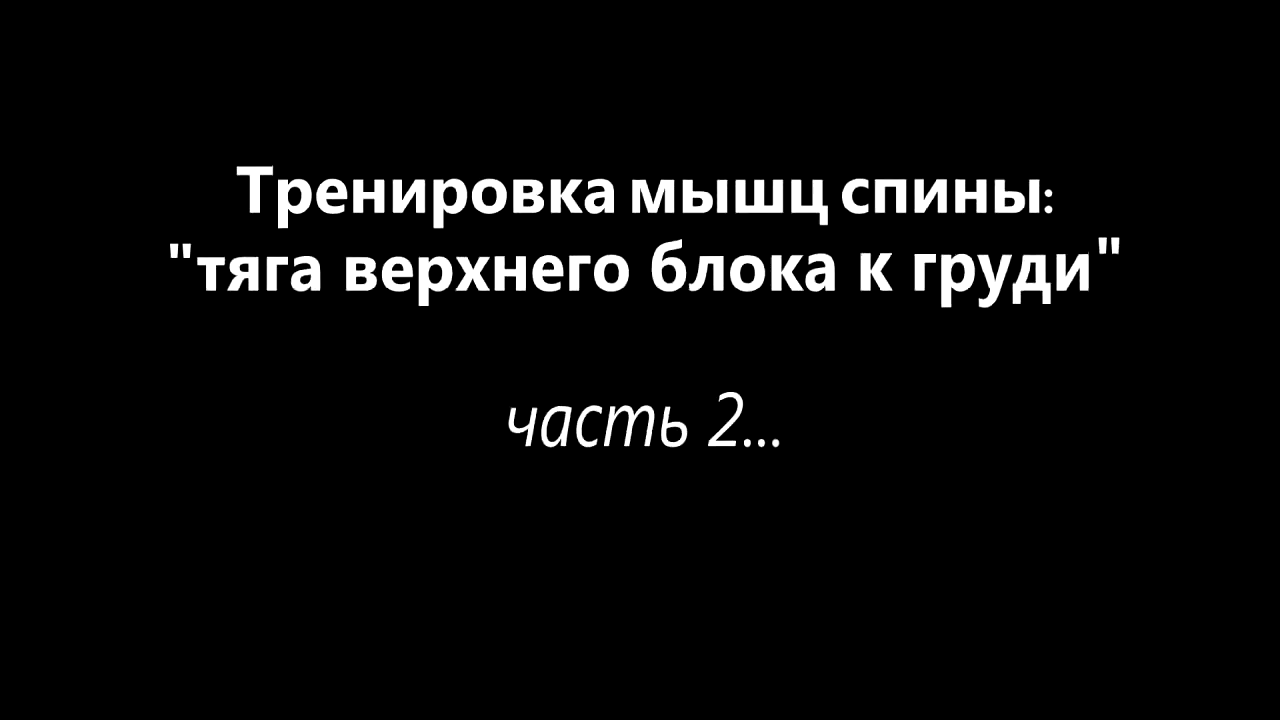 Тренировка мышц спины:
"тяга верхнего блока к груди"
часть 2...